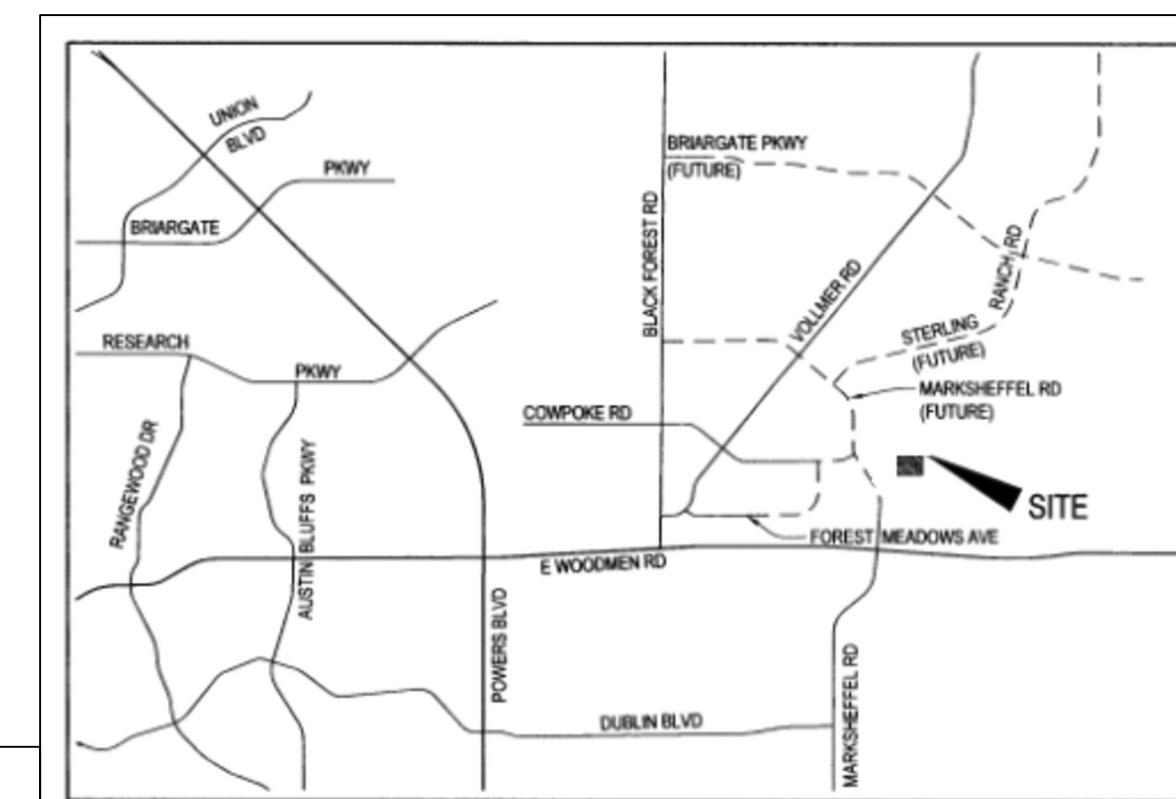 UNION
BLVD
PKWY
BRIARGATE
BRIARGATE PKWY
(FUTURE)
BLACK FOREST RD
VOLLMER RD
RANCH RD
STERLING
(FUTURE)
RESEARCH
PKWY
MARKSHEFFEL RD
(FUTURE)
COWPOKE RD
RANGEWOOD DR
AUSTIN BLUFFS PKWY
SITE
FOREST MEADOWS AVE
E WOODMEN RD
POWERS BLVD
DUBLIN BLVD
MARKSHEFFEL RD